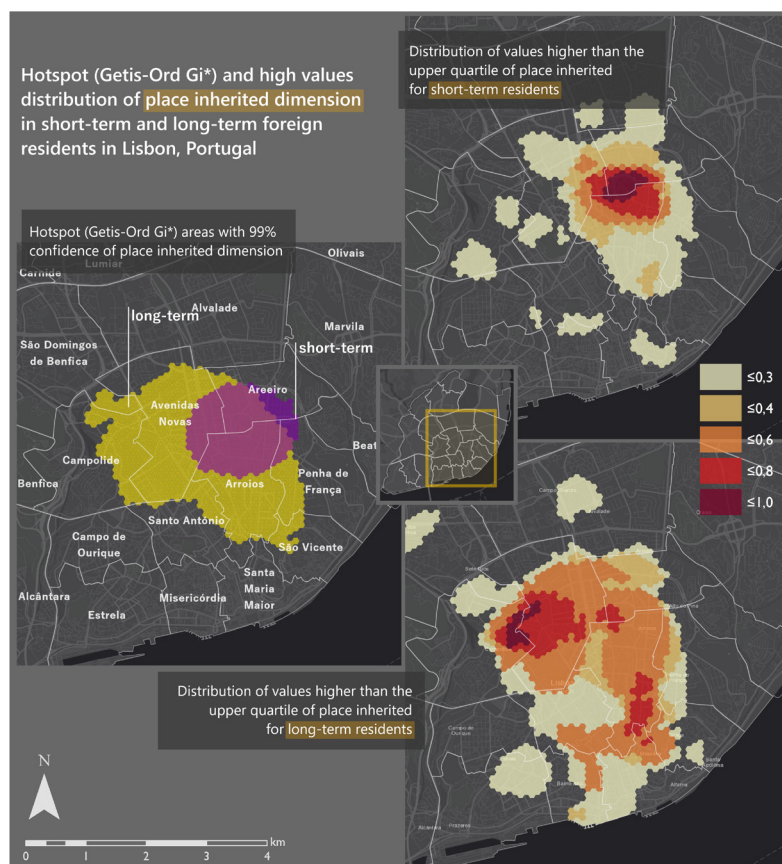 Hotspot (Getis-Ord Gi*) and high values
distribution of place inherited dimension
in short-term and long-term foreign
residents in Lisbon, Portugal
Distribution of values higher than the
upper quartile of place inherited
for short-term residents
Hotspot (Getis-Ord Gi*) areas with 99%
confidence of place inherited dimension
Olivais
Lumiar
Carnide
Alvalade
long-term
Marvila
São Domingos
de Benfica
short-term
Areeiro
Avenidas
Novas
Beat
Campolide
Penha de
França
Benfica
Arroios
Santo António
Campo de
Ourique
São Vicente
Santa
Maria
Maior
Alcântara
Misericórdia
Estrela
≤0,3
≤0,4
≤0,6
≤0,8
≤1,0
Distribution of values higher than the
upper quartile of place inherited
for long-term residents
Campo de
Ourique
Alfama
Alcântara
N
km
0 1 2 3 4